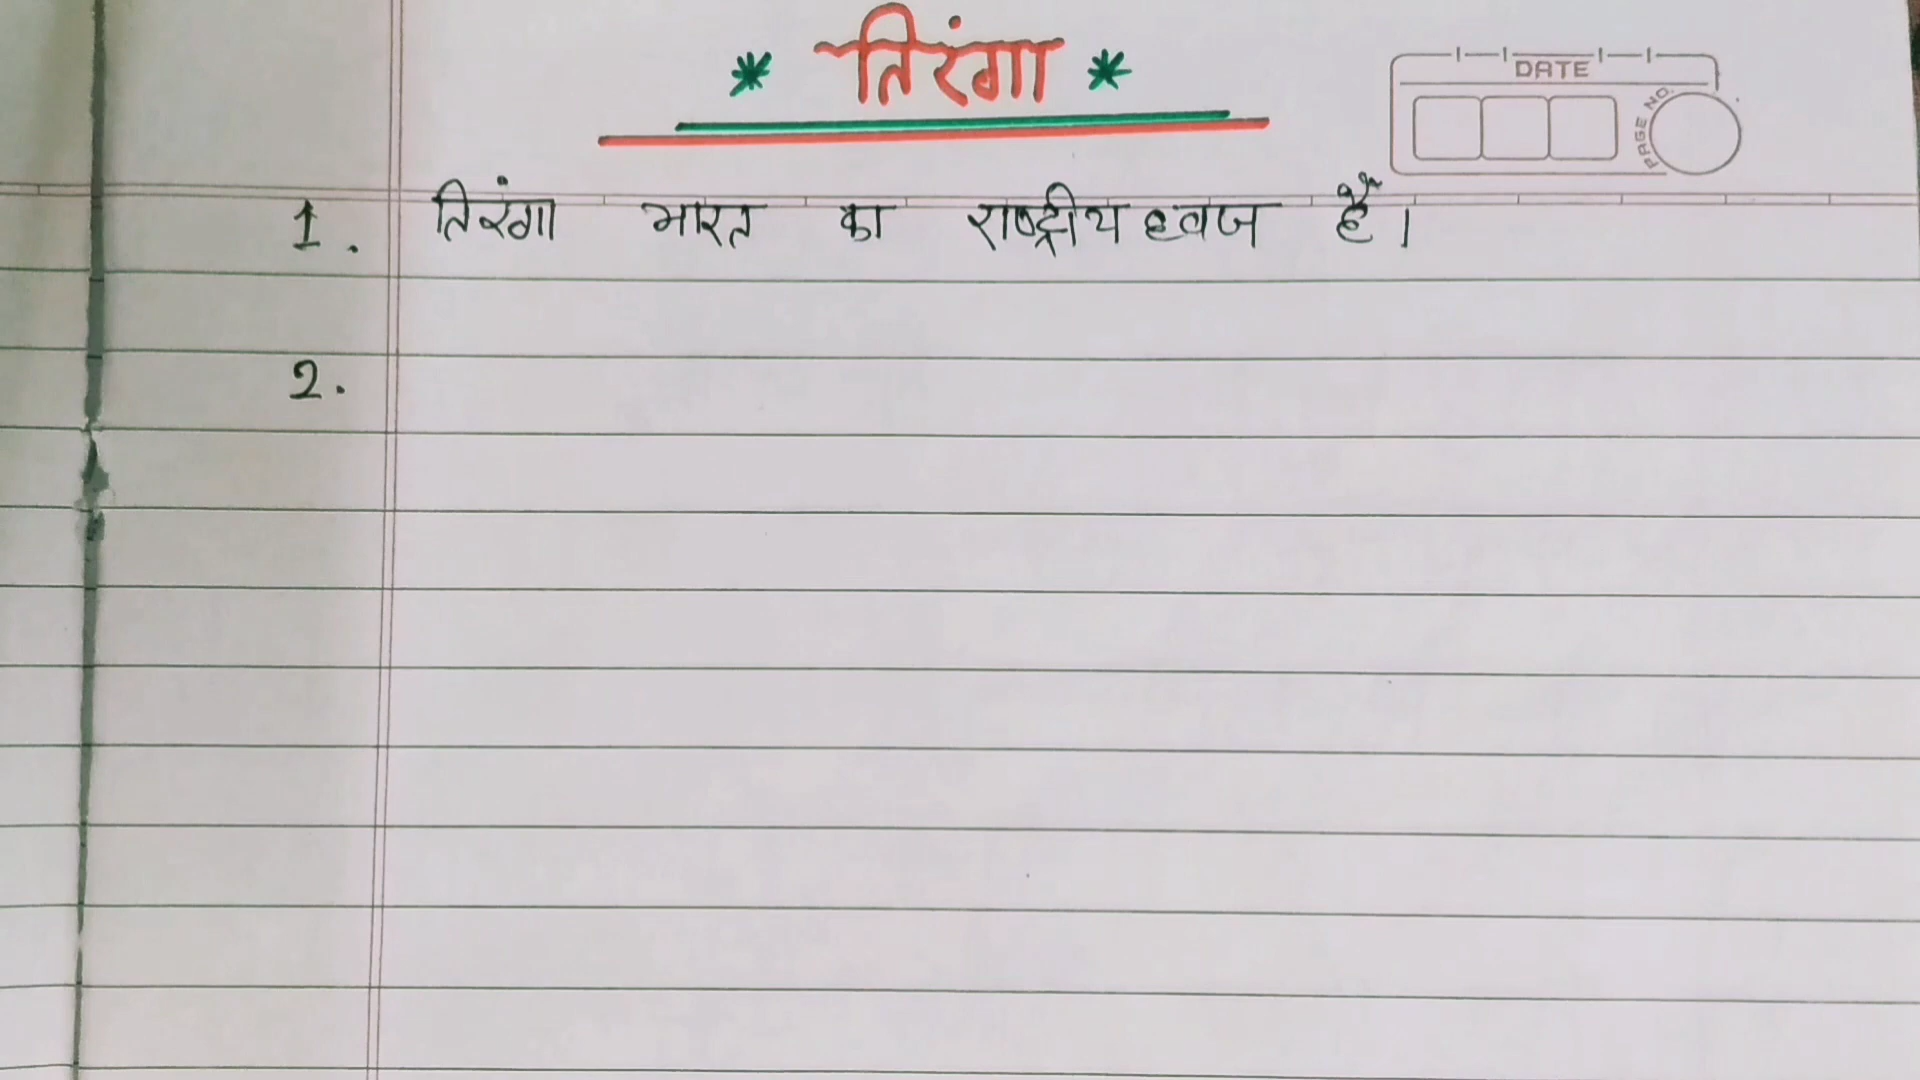 * तिरंगा *
DATE
PAGE NO.
1. तिरंगा भारत का राष्ट्रीय ध्वज है।
2.